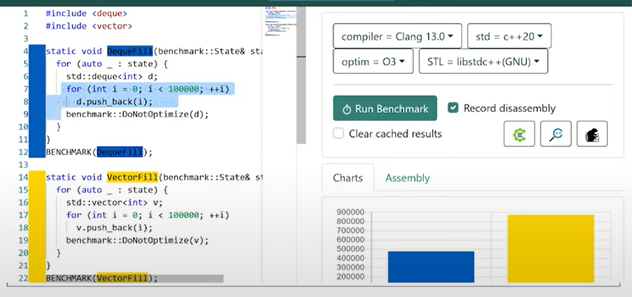 1 #include <deque>
2 #include <vector>
3
4 static void DequeFill(benchmark::State& st
5 for (auto _ : state) {
6 std::deque<int> d;
7 for (int i = 0; i < 100000; ++i)
8 d.push_back(i);
9 benchmark::DoNotOptimize(d);
10 }
11 }
12 BENCHMARK(DequeFill);
13
14 static void VectorFill(benchmark::State& st
15 for (auto _ : state) {
16 std::vector<int> v;
17 for (int i = 0; i < 100000; ++i)
18 v.push_back(i);
19 benchmark::DoNotOptimize(v);
20 }
21 }
22 BENCHMARK(VectorFill);
compiler = Clang 13.0
std = c++20
optim = O3
STL = libstdc++(GNU)
Run Benchmark
Record disassembly
Clear cached results
Charts
Assembly
900000
800000
700000
600000
500000
400000
300000
200000